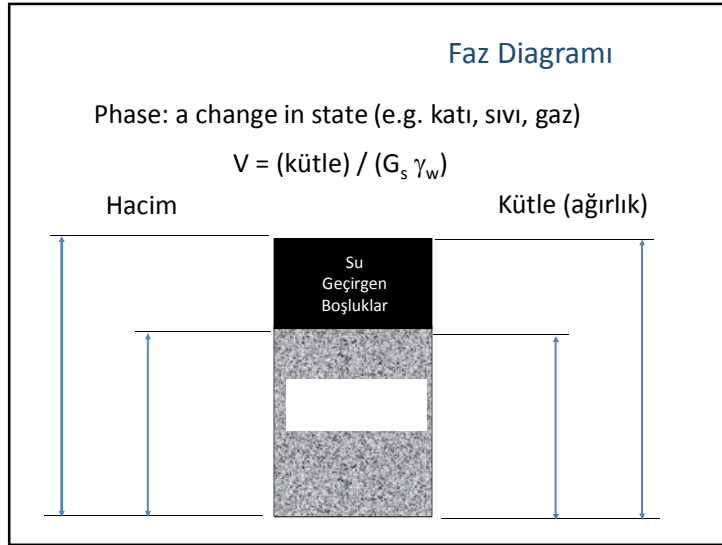 Faz Diagramı
Phase: a change in state (e.g. katı, sıvı, gaz)
V = (kütle) / (Gs γw)
Hacim
Kütle (ağırlık)
Su
Geçirgen
Boşluklar